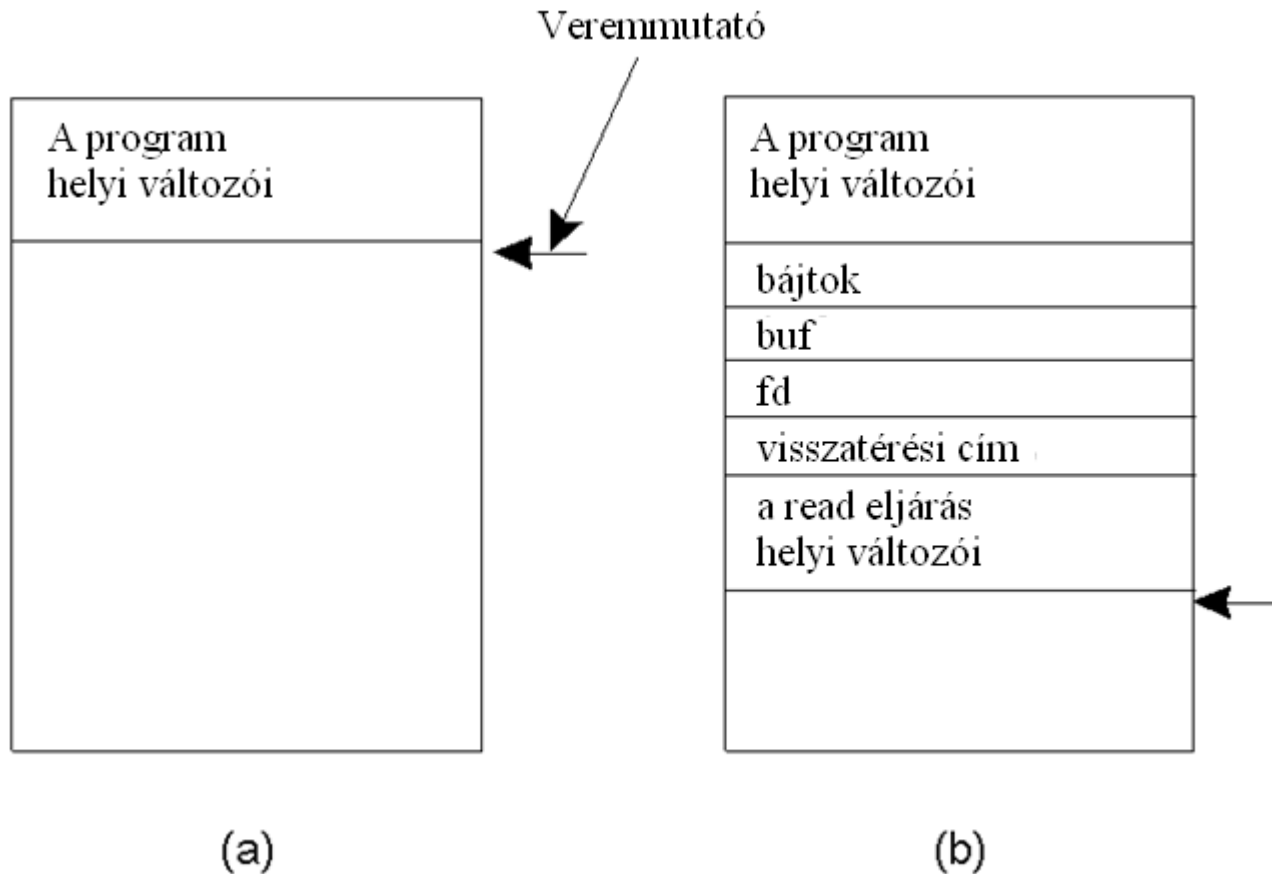 Veremmutató
A program
helyi változói
A program
helyi változói
bájtok
buf
fd
visszatérési cím
a read eljárás
helyi változói
(a)
(b)